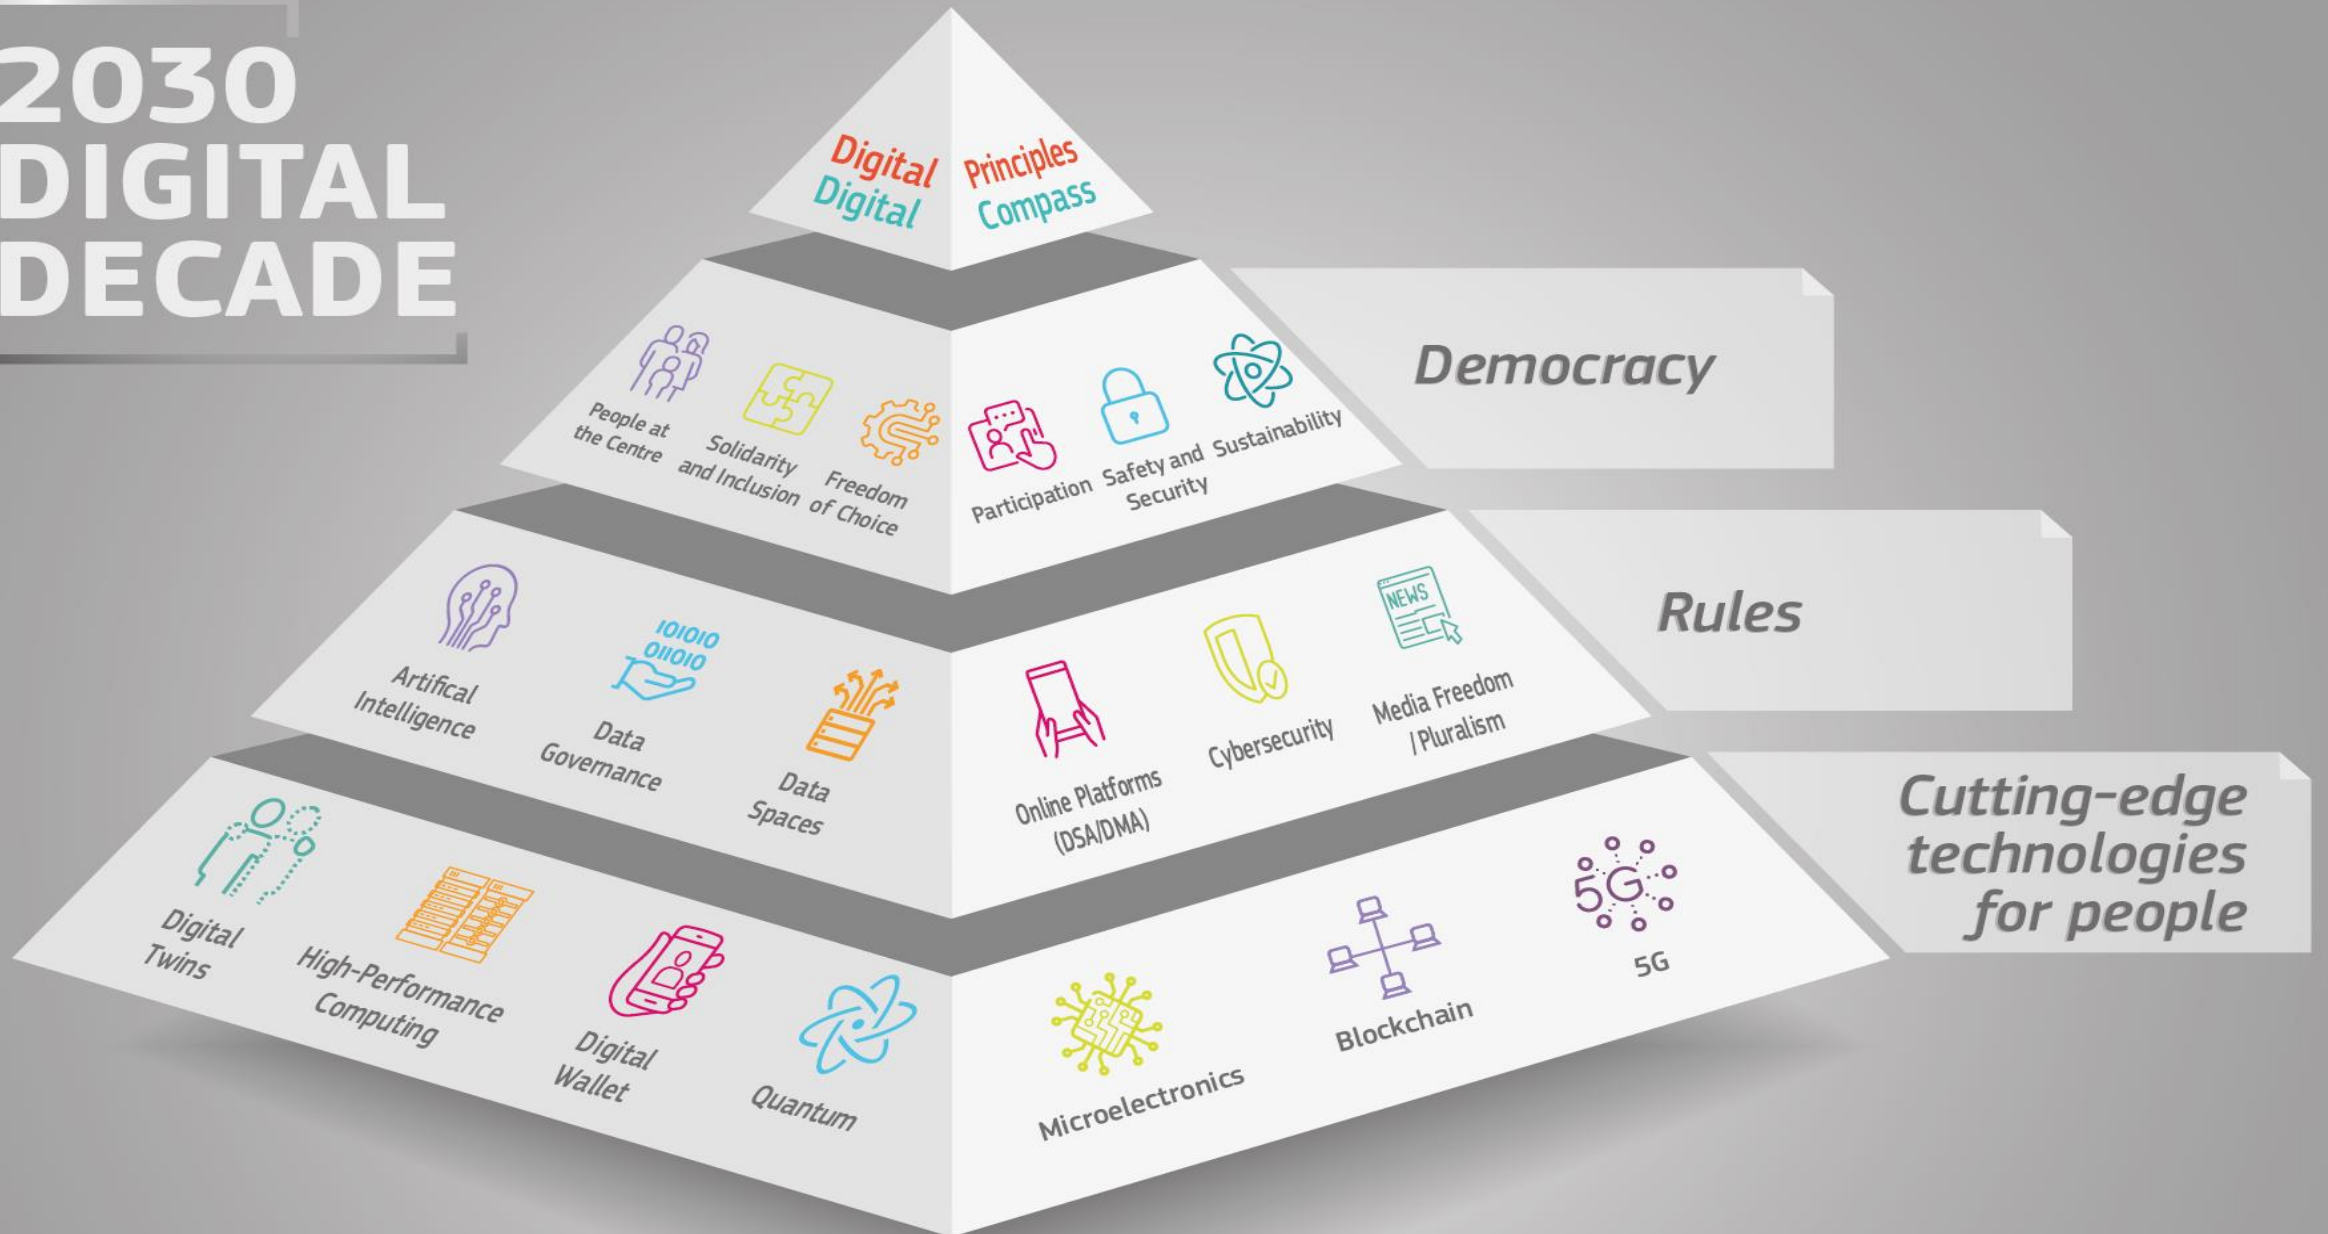 2030
DIGITAL
DECADE
Digital Principles
Digital Compass
People at
the Centre
Solidarity
and Inclusion
Freedom
of Choice
Participation
Safety and
Security
Sustainability
Democracy
Artifical
Intelligence
Data
Governance
Data
Spaces
Online Platforms
(DSA/DMA)
Cybersecurity
NEWS
Media Freedom
/Pluralism
101010
011010
Rules
Digital
Twins
High-Performance
Computing
Digital
Wallet
Quantum
Microelectronics
Blockchain
5G
5G
Cutting-edge
technologies
for people